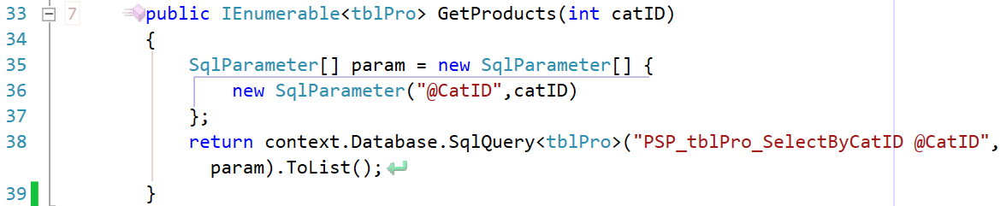 33 7 public IEnumerable<tblPro> GetProducts(int catID)
34 {
35 SqlParameter[] param = new SqlParameter[] {
36 new SqlParameter("@CatID",catID)
37 };
38 return context.Database.SqlQuery<tblPro>("PSP_tblPro_SelectByCatID @CatID",
param).ToList();
39 }